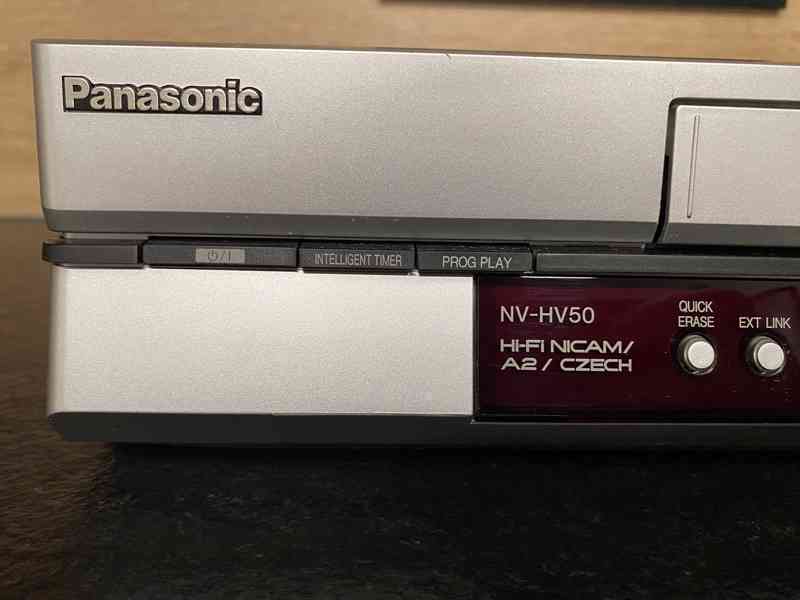 Panasonic
⏻/I
INTELLIGENT TIMER
PROG PLAY
NV-HV50
HI-FI NICAM/
A2 / CZECH
QUICK
ERASE
EXT LINK